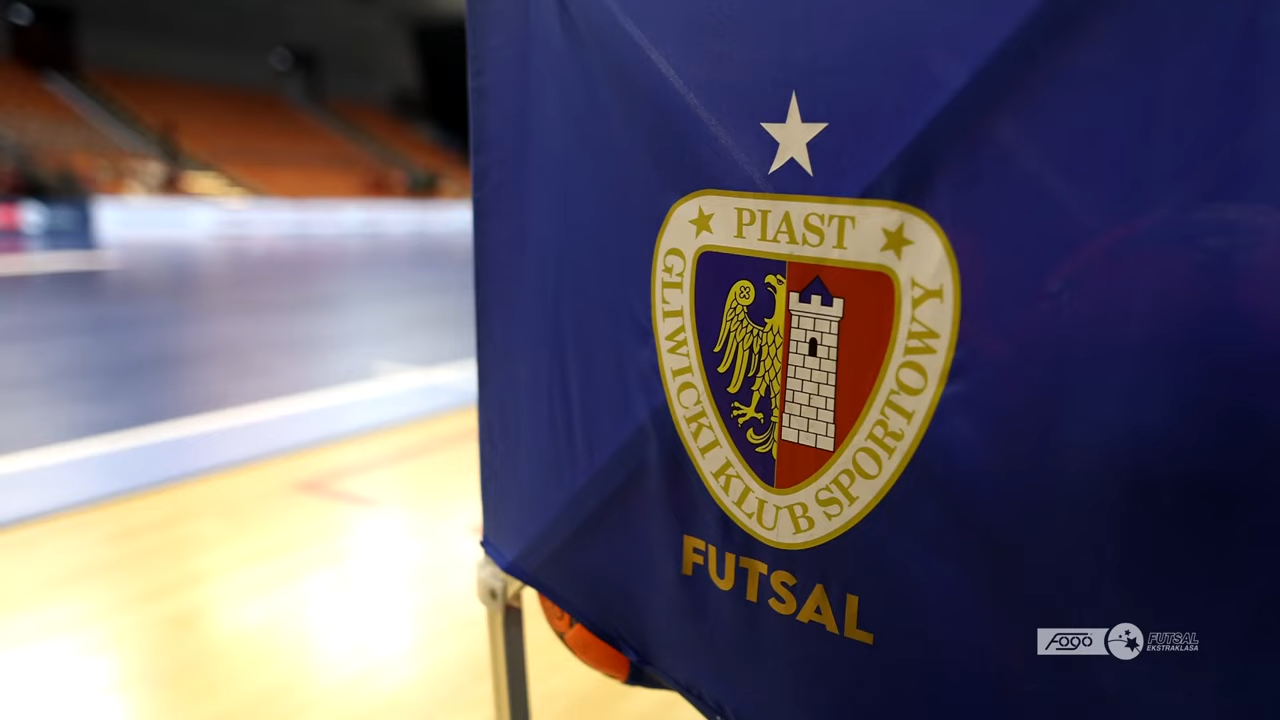 PIAST
GLIWICKI KLUB SPORTOWY
FUTSAL
FOGO
FUTSAL
EKSTRAKLASA